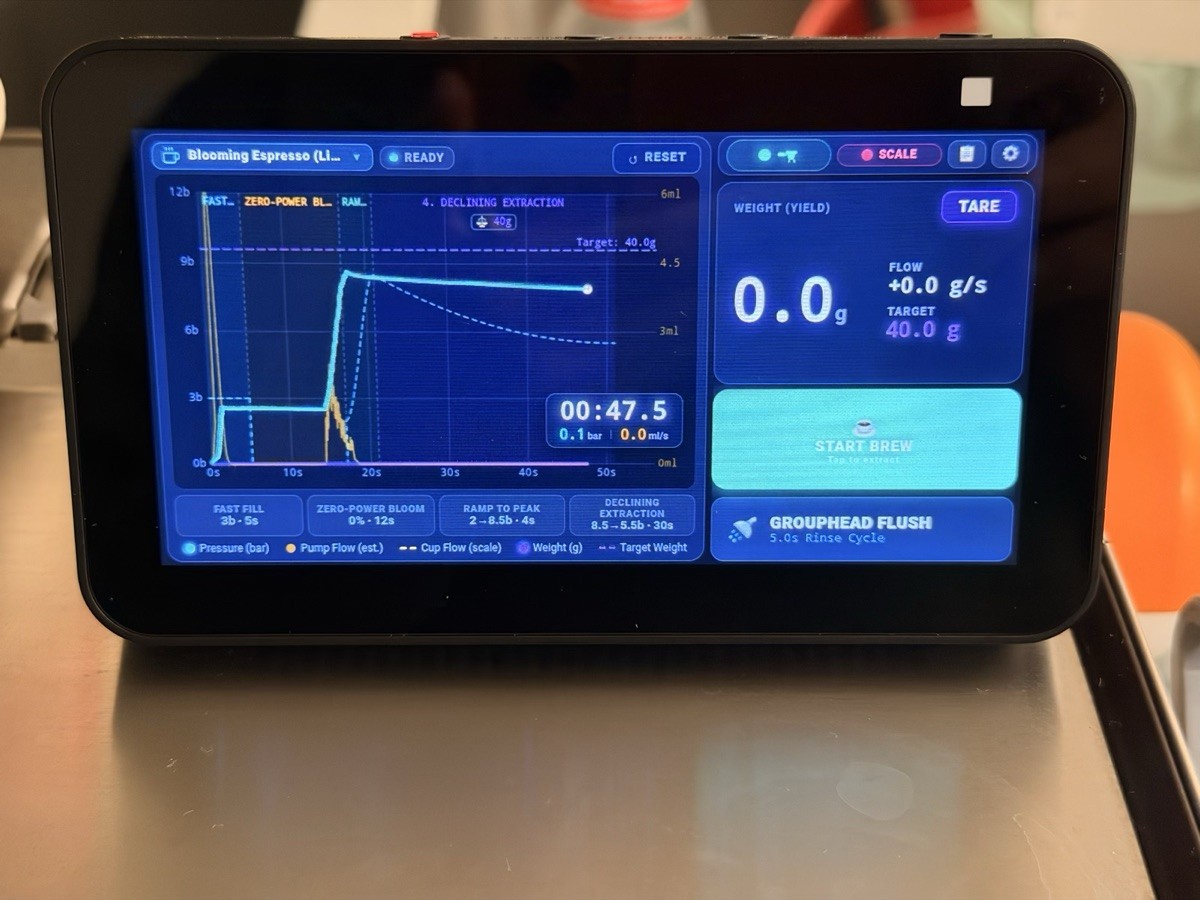 Blooming Espresso (Li…
READY
RESET
SCALE
12b
9b
6b
3b
0b
FAST…
ZERO-POWER BL…
RAM…
4. DECLINING EXTRACTION
40g
Target: 40.0g
6ml
4.5
3ml
0ml
00:47.5
0.1 bar | 0.0 ml/s
0s 10s 20s 30s 40s 50s
FAST FILL
3b · 5s
ZERO-POWER BLOOM
0% · 12s
RAMP TO PEAK
2→8.5b · 4s
DECLINING
EXTRACTION
8.5→5.5b · 30s
Pressure (bar)
Pump Flow (est.)
Cup Flow (scale)
Weight (g)
Target Weight
WEIGHT (YIELD)
TARE
0.0g
FLOW
+0.0 g/s
TARGET
40.0 g
START BREW
Tap to extract
GROUPHEAD FLUSH
5.0s Rinse Cycle